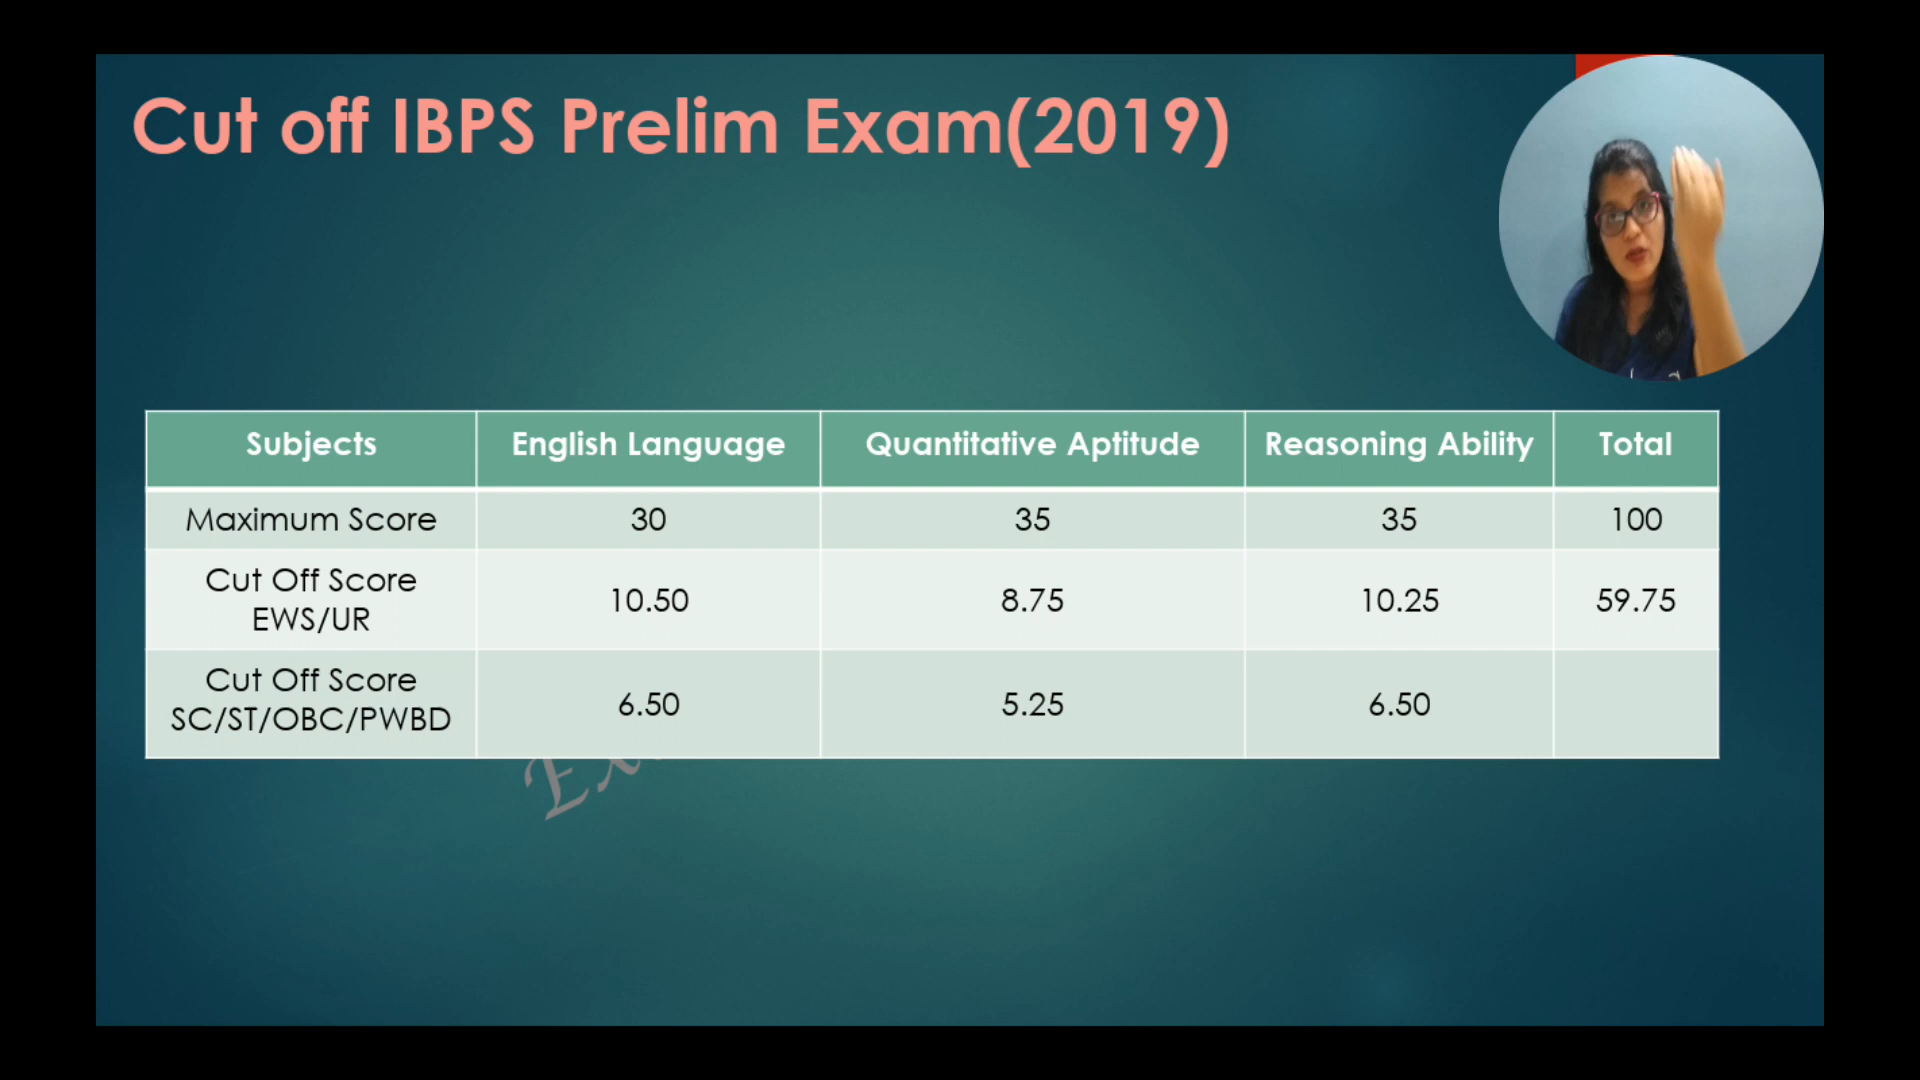 Cut off IBPS Prelim Exam(2019)
Subjects English Language Quantitative Aptitude Reasoning Ability Total
Maximum Score 30 35 35 100
Cut Off Score
EWS/UR 10.50 8.75 10.25 59.75
Cut Off Score
SC/ST/OBC/PWBD 6.50 5.25 6.50